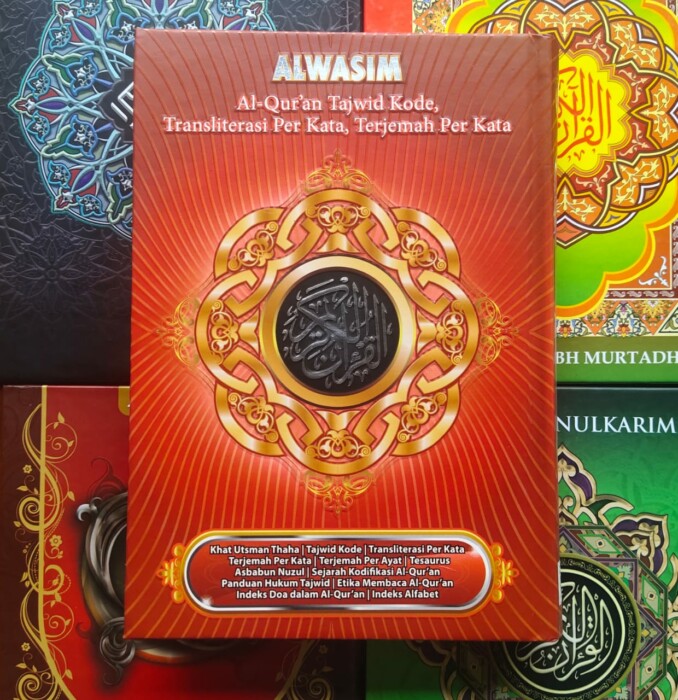 ALWASIM
Al-Qur'an Tajwid Kode,
Transliterasi Per Kata, Terjemah Per Kata
القرآن الكريم
Khat Utsman Thaha | Tajwid Kode | Transliterasi Per Kata
Terjemah Per Kata | Terjemah Per Ayat | Tesaurus
Asbabun Nuzul | Sejarah Kodifikasi Al-Qur'an
Panduan Hukum Tajwid | Etika Membaca Al-Qur'an
Indeks Doa dalam Al-Qur'an | Indeks Alfabet
BH MURTADH
NULKARIM